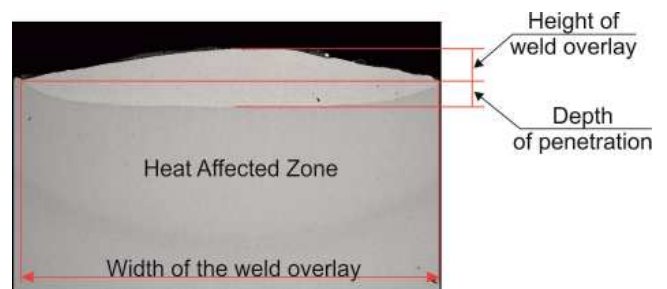 Height of
weld overlay
Depth
of penetration
Heat Affected Zone
Width of the weld overlay